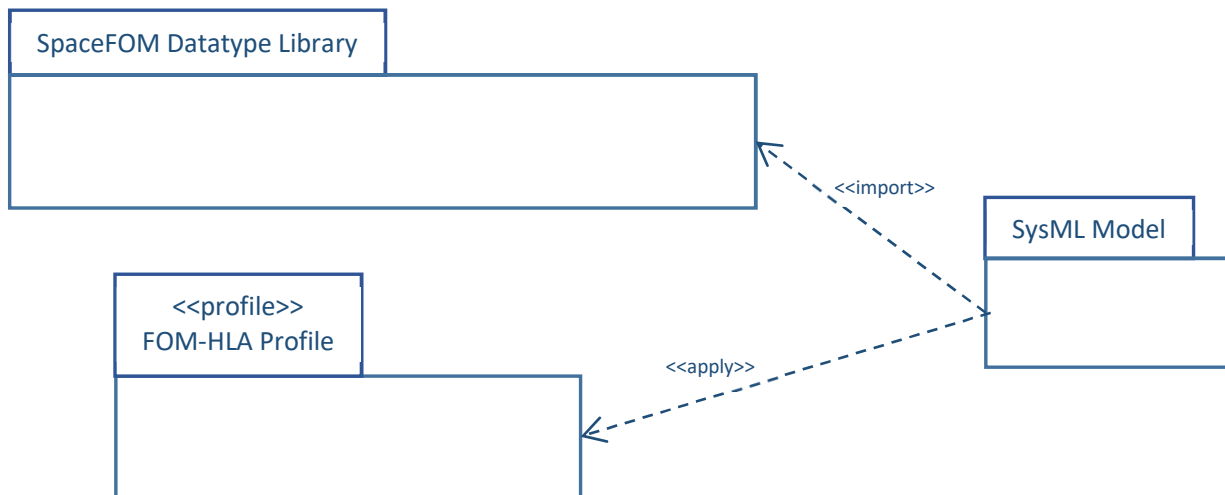 SpaceFOM Datatype Library
<<import>>
SysML Model
<<profile>>
FOM-HLA Profile
<<apply>>